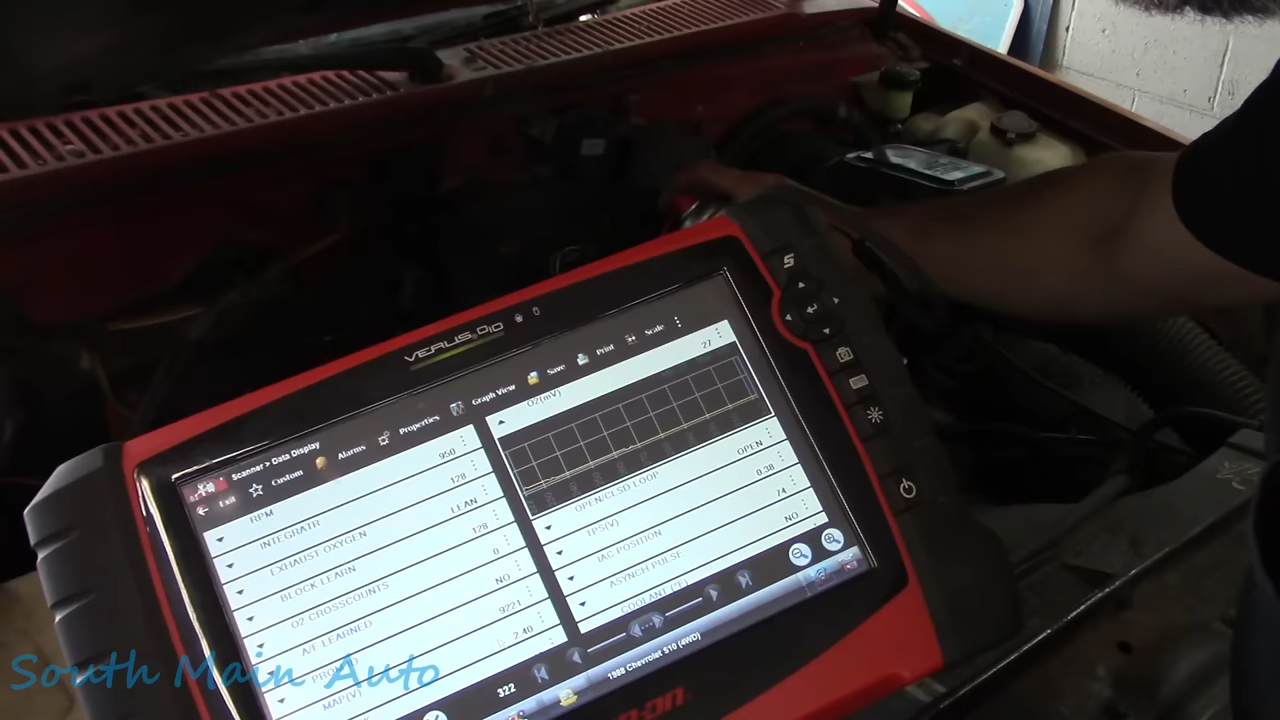 S
VERUS PRO
Scanner > Data Display
Exit
Custom
Alarms
Properties
Graph View
Save
Print
Scale
RPM 950
INTEGRATR 128
EXHAUST OXYGEN LEAN
BLOCK LEARN 128
O2 CROSSCOUNTS 0
A/F LEARNED NO
9221
MAP(V) 2.40
O2(mV) 27
OPEN/CLSD LOOP OPEN
TPS(V) 0.38
IAC POSITION 74
ASYNCH PULSE NO
COOLANT (°F)
322
1988 Chevrolet S10 (4WD)
South Main Auto